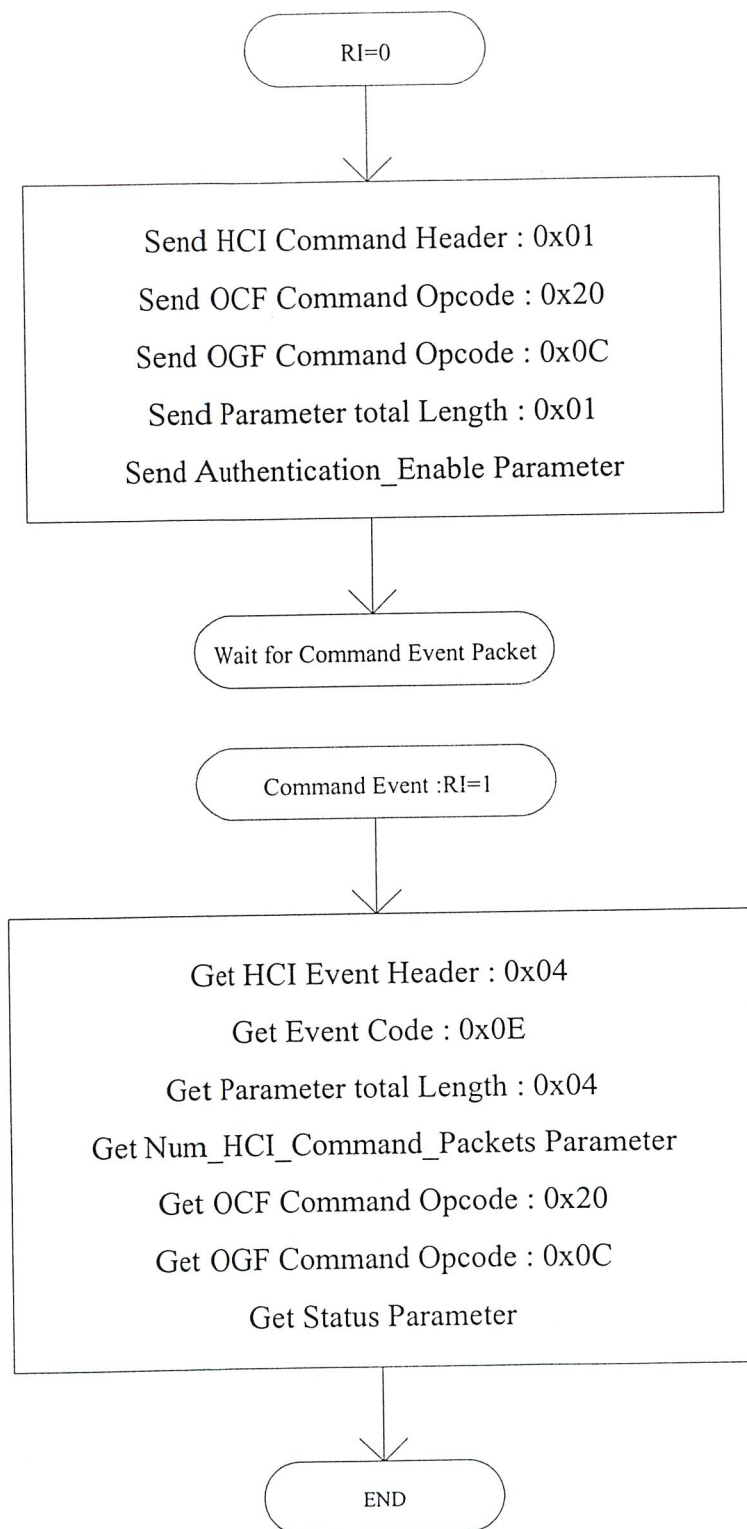 RI=0
Send HCI Command Header : 0x01
Send OCF Command Opcode : 0x20
Send OGF Command Opcode : 0x0C
Send Parameter total Length : 0x01
Send Authentication_Enable Parameter
Wait for Command Event Packet
Command Event :RI=1
Get HCI Event Header : 0x04
Get Event Code : 0x0E
Get Parameter total Length : 0x04
Get Num_HCI_Command_Packets Parameter
Get OCF Command Opcode : 0x20
Get OGF Command Opcode : 0x0C
Get Status Parameter
END